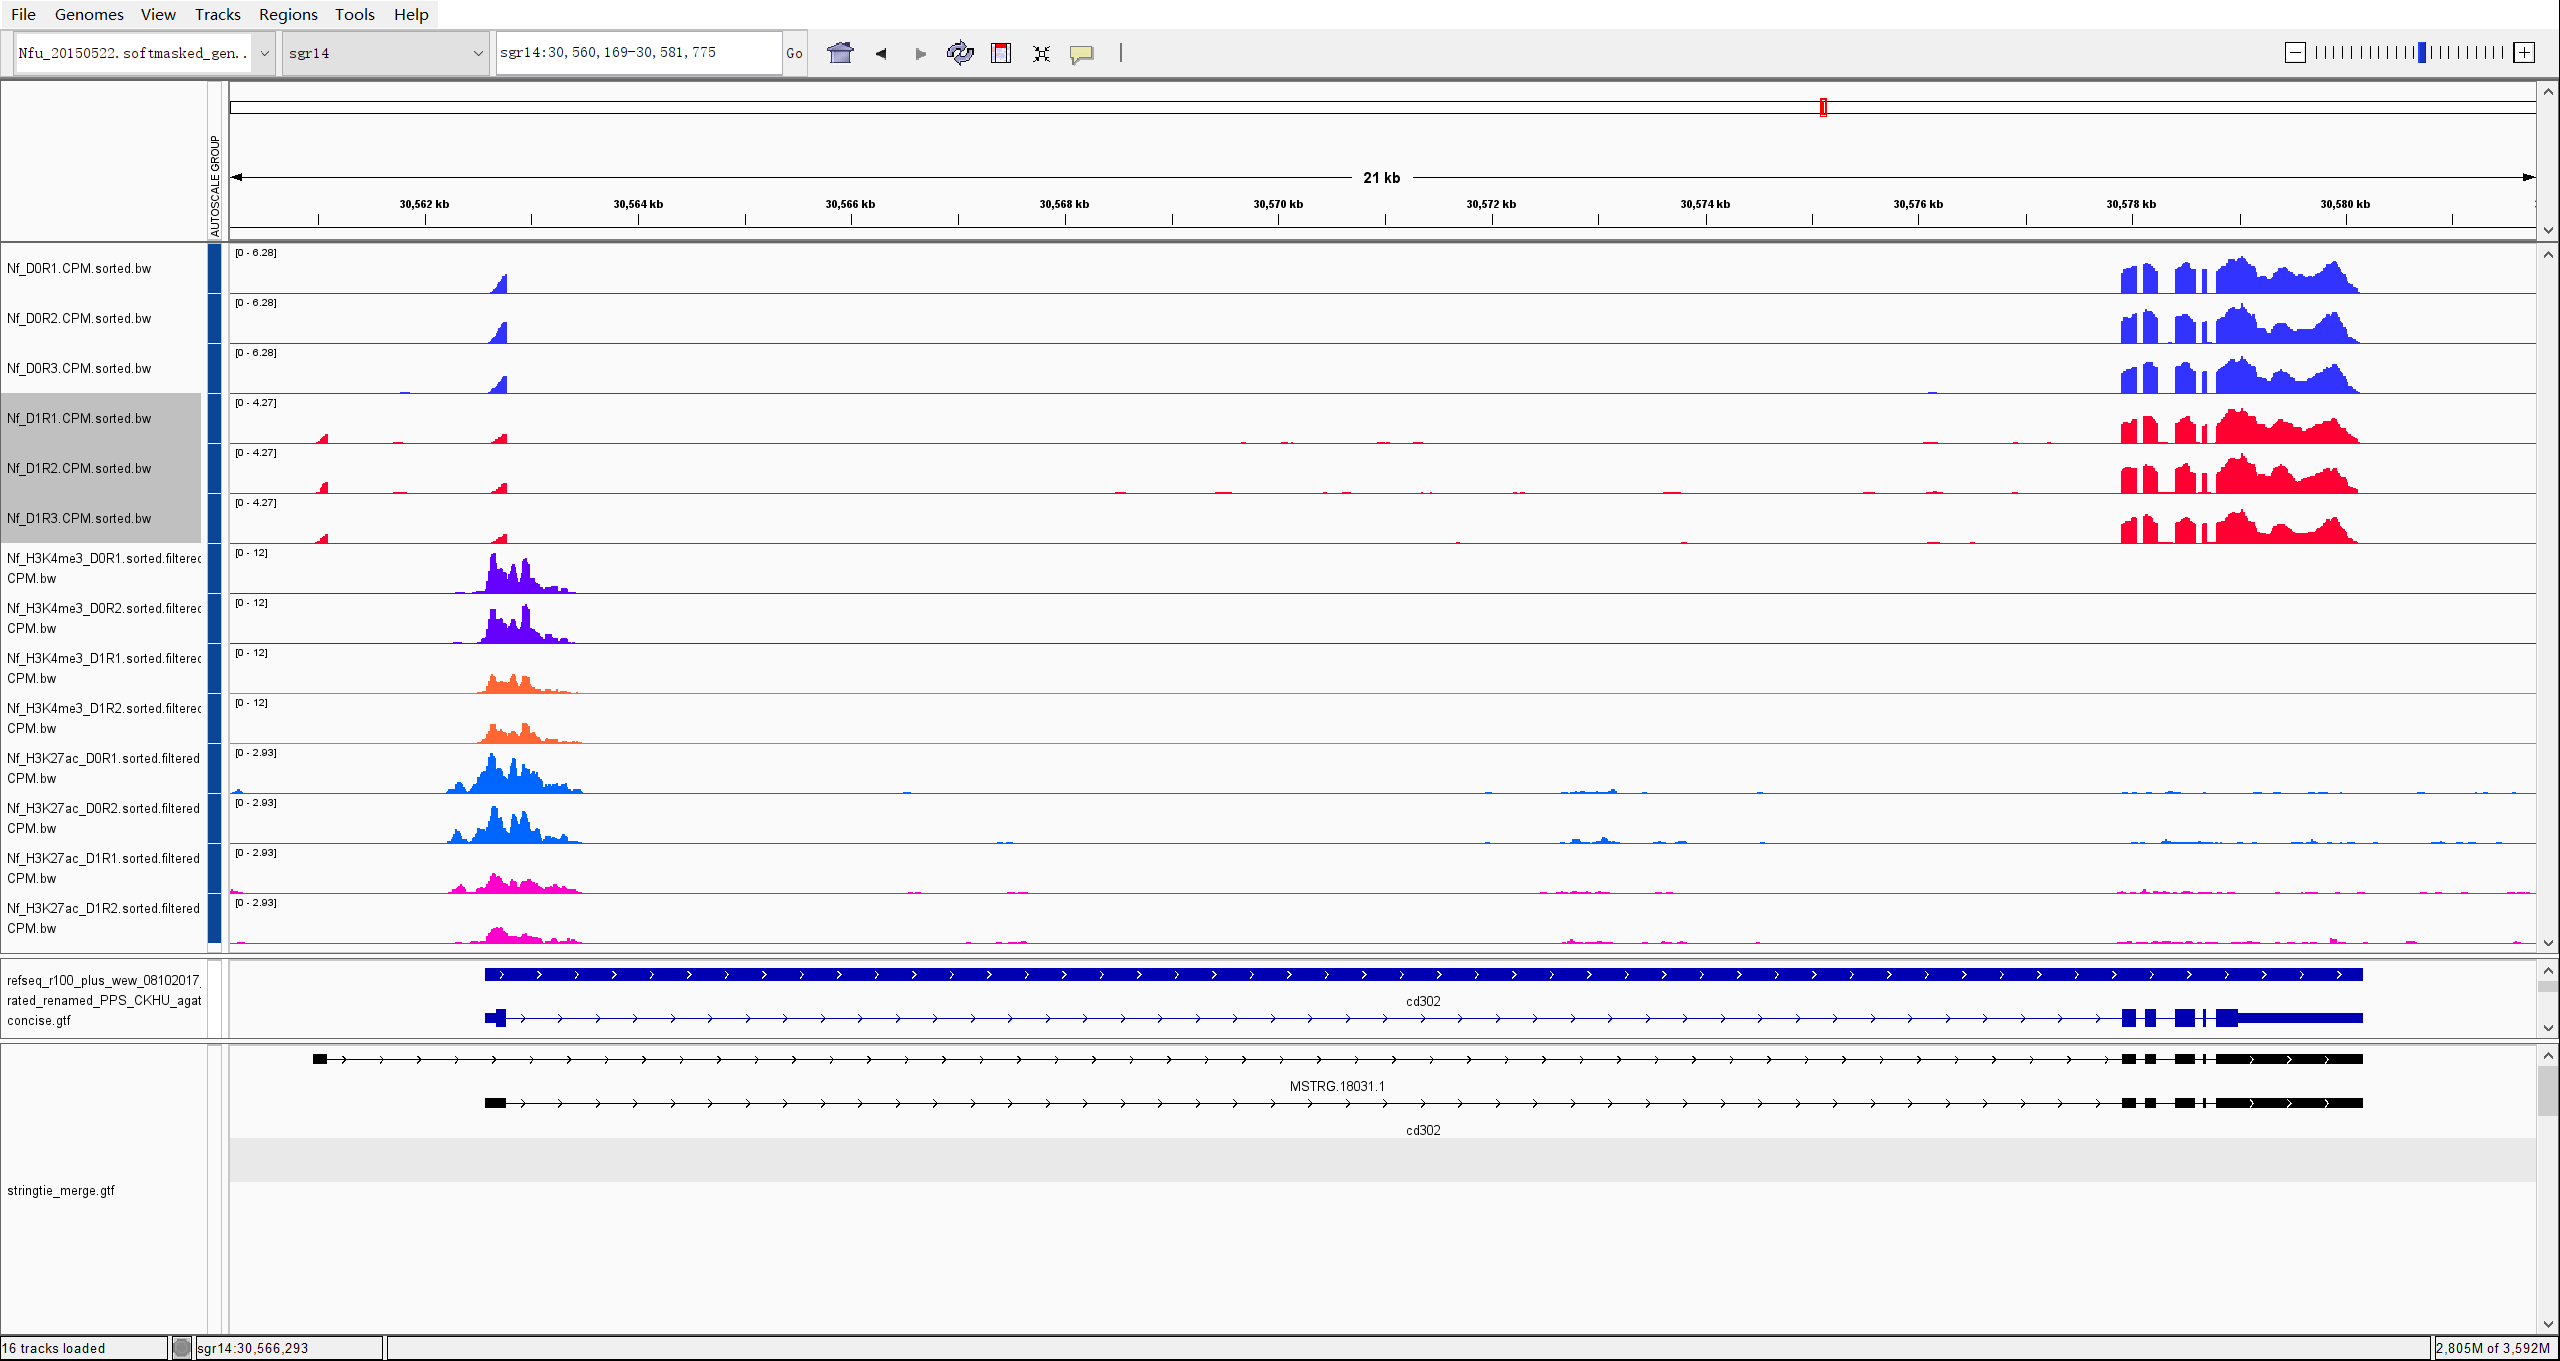 File Genomes View Tracks Regions Tools Help
Nfu_20150522.softmasked_gen.. sgr14 sgr14:30,560,169-30,581,775 Go
AUTOSCALE GROUP
21 kb
30,562 kb 30,564 kb 30,566 kb 30,568 kb 30,570 kb 30,572 kb 30,574 kb 30,576 kb 30,578 kb 30,580 kb
[0 - 6.28]
Nf_D0R1.CPM.sorted.bw
[0 - 6.28]
Nf_D0R2.CPM.sorted.bw
[0 - 6.28]
Nf_D0R3.CPM.sorted.bw
[0 - 4.27]
Nf_D1R1.CPM.sorted.bw
[0 - 4.27]
Nf_D1R2.CPM.sorted.bw
[0 - 4.27]
Nf_D1R3.CPM.sorted.bw
[0 - 12]
Nf_H3K4me3_D0R1.sorted.filtered
CPM.bw
[0 - 12]
Nf_H3K4me3_D0R2.sorted.filtered
CPM.bw
[0 - 12]
Nf_H3K4me3_D1R1.sorted.filtered
CPM.bw
[0 - 12]
Nf_H3K4me3_D1R2.sorted.filtered
CPM.bw
[0 - 2.93]
Nf_H3K27ac_D0R1.sorted.filtered
CPM.bw
[0 - 2.93]
Nf_H3K27ac_D0R2.sorted.filtered
CPM.bw
[0 - 2.93]
Nf_H3K27ac_D1R1.sorted.filtered
CPM.bw
[0 - 2.93]
Nf_H3K27ac_D1R2.sorted.filtered
CPM.bw
refseq_r100_plus_wew_08102017_
rated_renamed_PPS_CKHU_agat
concise.gtf
cd302
MSTRG.18031.1
cd302
stringtie_merge.gtf
16 tracks loaded sgr14:30,566,293 2,805M of 3,592M